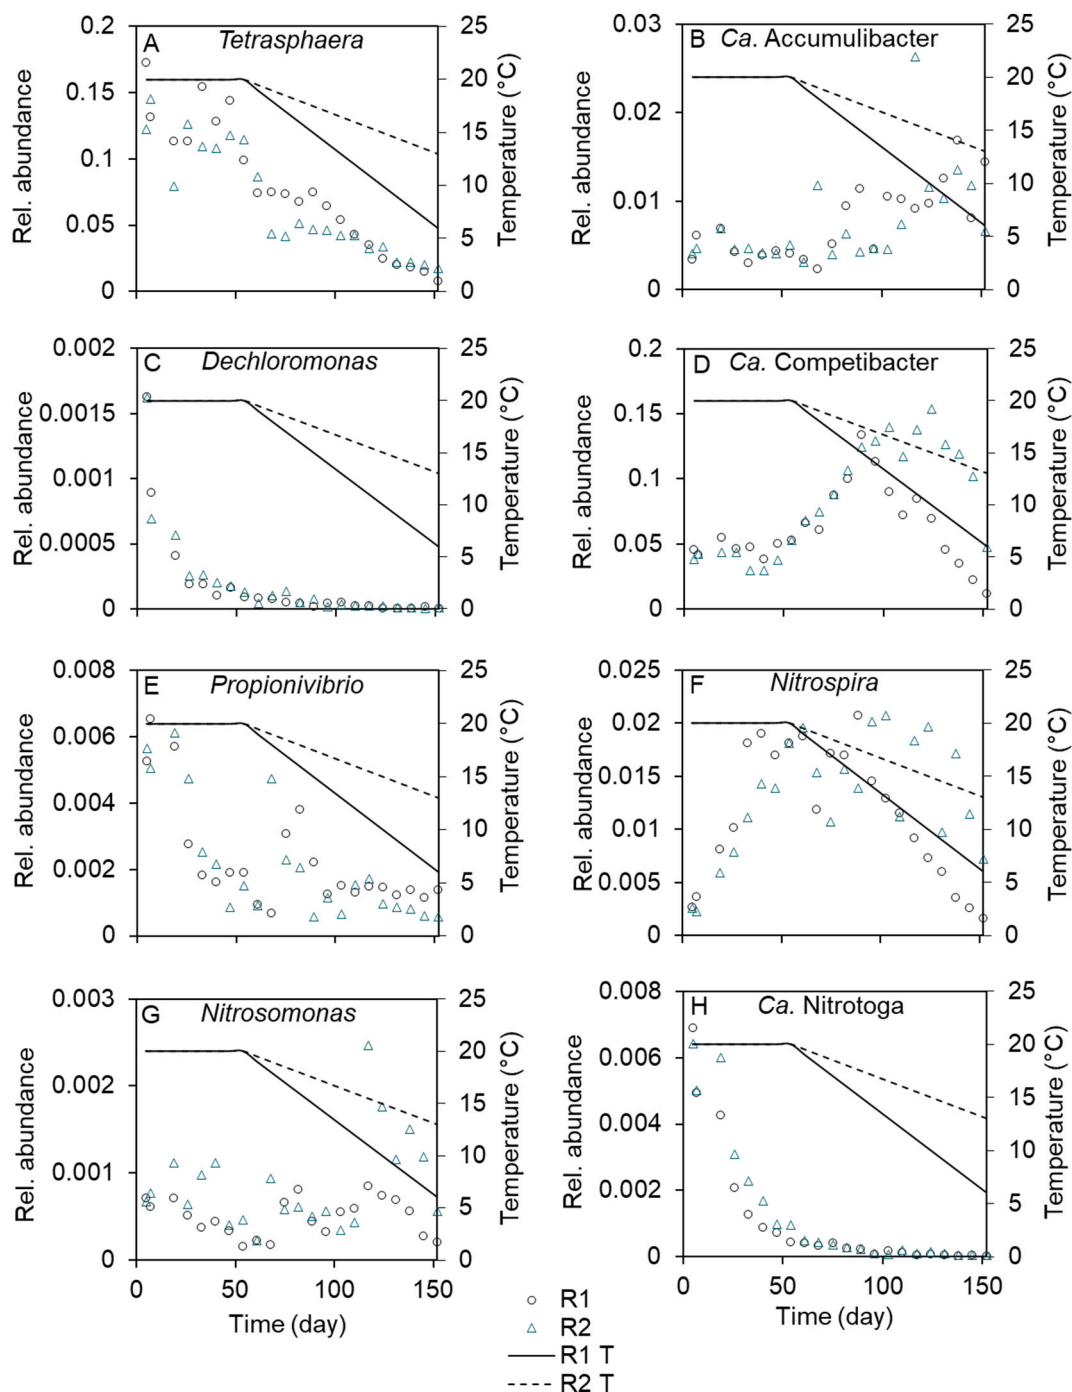 A Tetrasphaera
Rel. abundance
0.2
0.15
0.1
0.05
0
25
20
15
10
5
0
Temperature (°C)
B Ca. Accumulibacter
Rel. abundance
0.03
0.02
0.01
0
25
20
15
10
5
0
Temperature (°C)
C Dechloromonas
Rel. abundance
0.002
0.0015
0.001
0.0005
0
25
20
15
10
5
0
Temperature (°C)
D Ca. Competibacter
Rel. abundance
0.2
0.15
0.1
0.05
0
25
20
15
10
5
0
Temperature (°C)
E Propionivibrio
Rel. abundance
0.008
0.006
0.004
0.002
0
25
20
15
10
5
0
Temperature (°C)
F Nitrospira
Rel. abundance
0.025
0.02
0.015
0.01
0.005
0
25
20
15
10
5
0
Temperature (°C)
G Nitrosomonas
Rel. abundance
0.003
0.002
0.001
0
25
20
15
10
5
0
Temperature (°C)
0 50 100 150
Time (day)
H Ca. Nitrotoga
Rel. abundance
0.008
0.006
0.004
0.002
0
25
20
15
10
5
0
Temperature (°C)
0 50 100 150
Time (day)
R1
R2
R1 T
R2 T